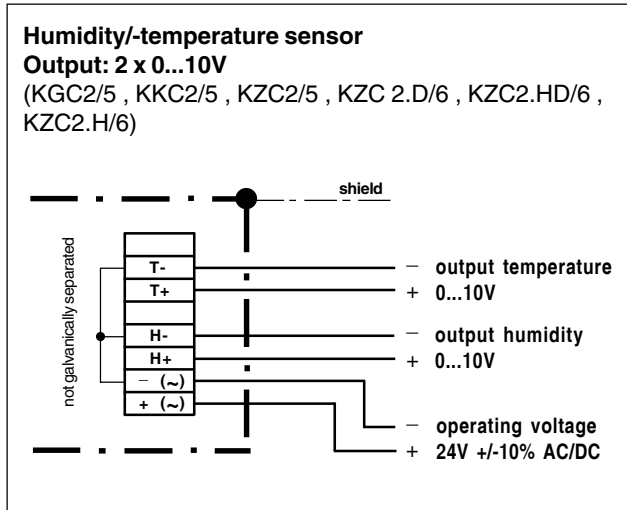 Humidity/-temperature sensor
Output: 2 x 0...10V
(KGC2/5 , KKC2/5 , KZC2/5 , KZC 2.D/6 , KZC2.HD/6 ,
KZC2.H/6)
shield
not galvanically separated
T-
T+
H-
H+
− (~)
+ (~)
− output temperature
+ 0...10V
− output humidity
+ 0...10V
− operating voltage
+ 24V +/-10% AC/DC